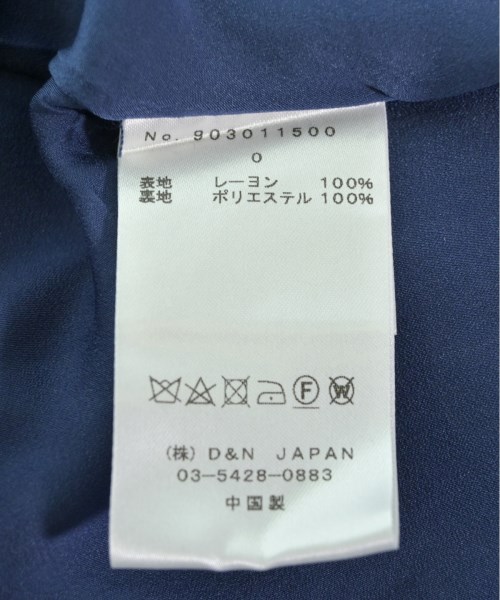 No. 903011500
0
表地 レーヨン 100%
裏地 ポリエステル 100%
F W
(株) D&N JAPAN
03-5428-0883
中国製